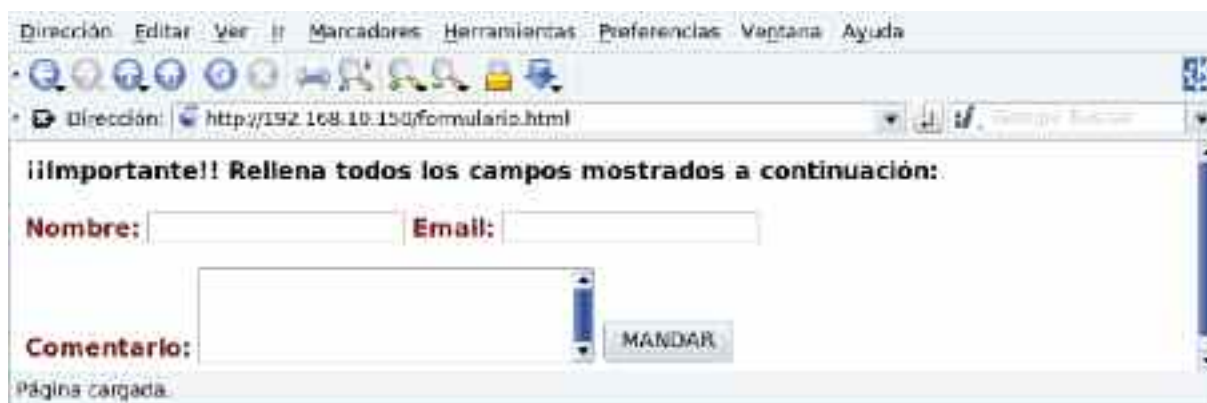 Dirección Editar Ver Ir Marcadores Herramientas Preferencias Ventana Ayuda
Dirección: http://192.168.10.150/formulario.html
¡¡Importante!! Rellena todos los campos mostrados a continuación:
Nombre: Email:
Comentario: MANDAR
Página cargada.